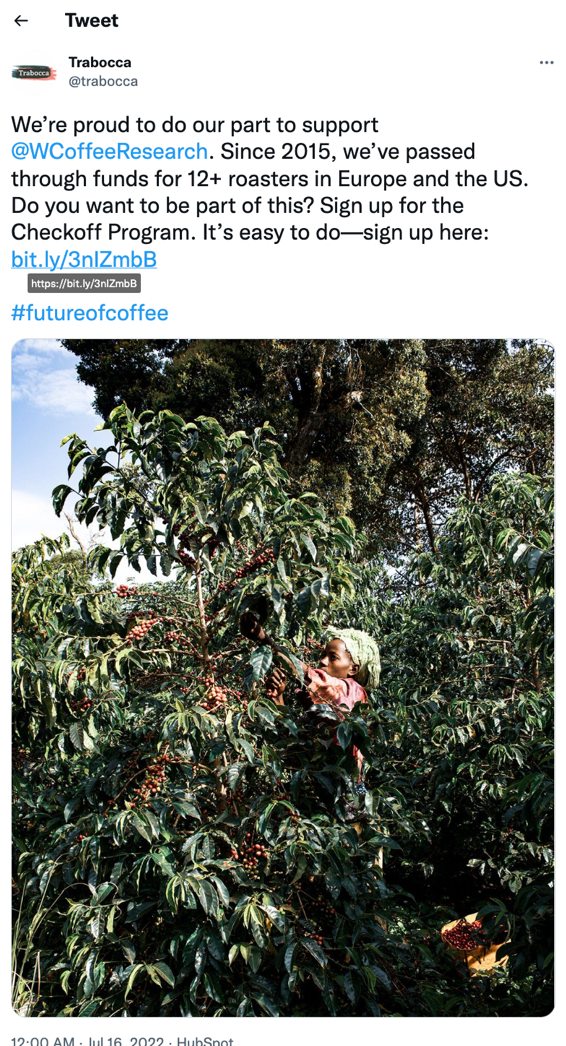 Tweet
Trabocca
Trabocca
@trabocca
We’re proud to do our part to support
@WCoffeeResearch. Since 2015, we’ve passed
through funds for 12+ roasters in Europe and the US.
Do you want to be part of this? Sign up for the
Checkoff Program. It’s easy to do—sign up here:
bit.ly/3nIZmbB
https://bit.ly/3nIZmbB
#futureofcoffee
12:00 AM · Jul 16, 2022 · HubSpot